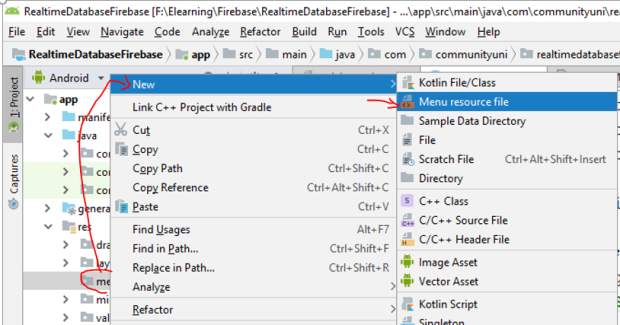 RealtimeDatabaseFirebase [F:\Elearning\Firebase\RealtimeDatabaseFirebase] - ...\app\src\main\java\com\communityuni\re
File Edit View Navigate Code Analyze Refactor Build Run Tools VCS Window Help
RealtimeDatabaseFirebase app src main java com communityuni realtimedatabas
1: Project
Captures
Android
app
manife
java
com
com
com
genera
res
dra
lay
me
mi
val
New
Link C++ Project with Gradle
Cut Ctrl+X
Copy Ctrl+C
Copy Path Ctrl+Shift+C
Copy Reference Ctrl+Alt+Shift+C
Paste Ctrl+V
Find Usages Alt+F7
Find in Path... Ctrl+Shift+F
Replace in Path... Ctrl+Shift+R
Analyze
Refactor
Kotlin File/Class
Menu resource file
Sample Data Directory
File
Scratch File Ctrl+Alt+Shift+Insert
Directory
C++ Class
C/C++ Source File
C/C++ Header File
Image Asset
Vector Asset
Kotlin Script
Singleton